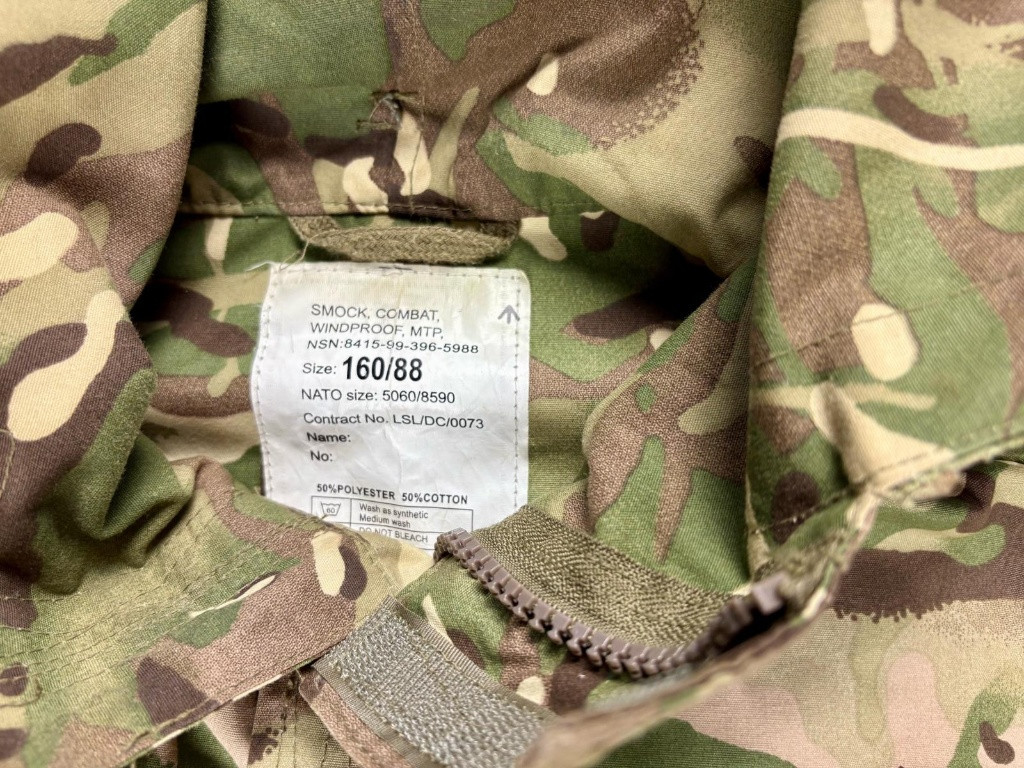 SMOCK, COMBAT,
WINDPROOF, MTP,
NSN:8415-99-396-5988
Size: 160/88
NATO size: 5060/8590
Contract No. LSL/DC/0073
Name:
No:
50%POLYESTER 50%COTTON
60
Wash as synthetic
Medium wash
DO NOT BLEACH